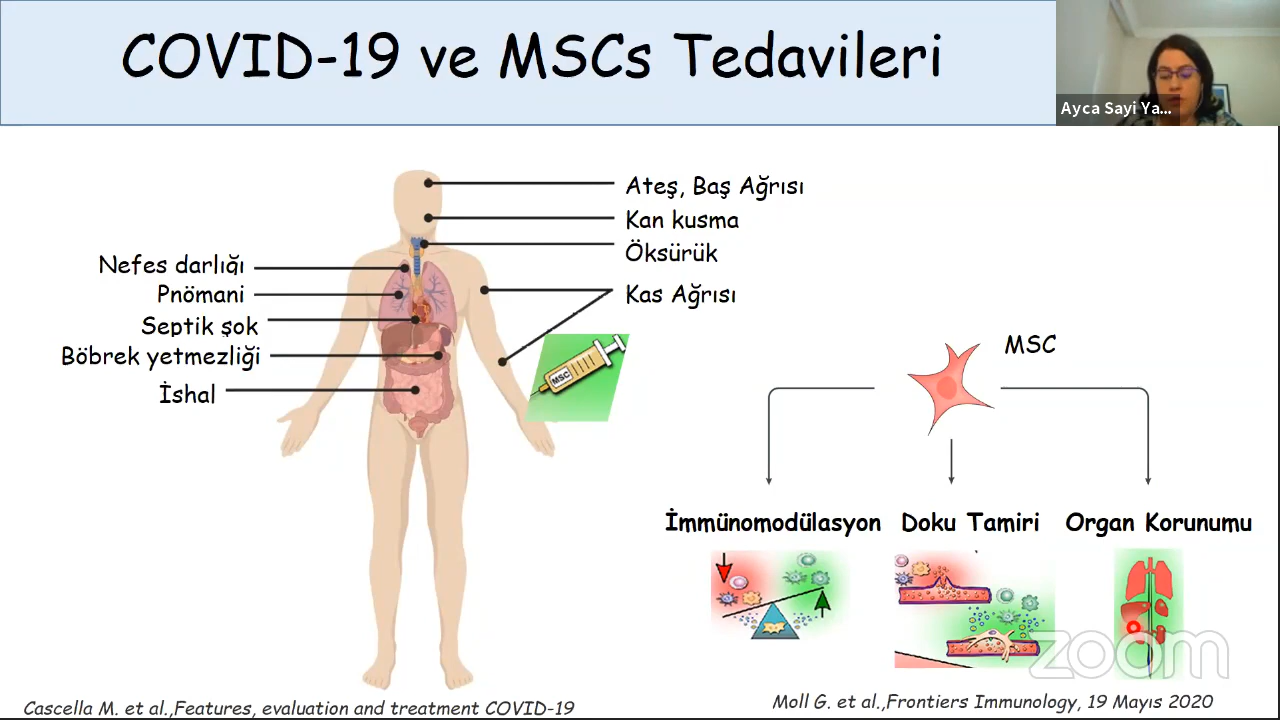 COVID-19 ve MSCs Tedavileri
Ayca Sayi Ya...
Ateş, Baş Ağrısı
Kan kusma
Öksürük
Kas Ağrısı
Nefes darlığı
Pnömani
Septik şok
Böbrek yetmezliği
İshal
MSC
MSC
İmmünomodülasyon
Doku Tamiri
Organ Korunumu
zoom
Cascella M. et al.,Features, evaluation and treatment COVID-19
Moll G. et al.,Frontiers Immunology, 19 Mayıs 2020